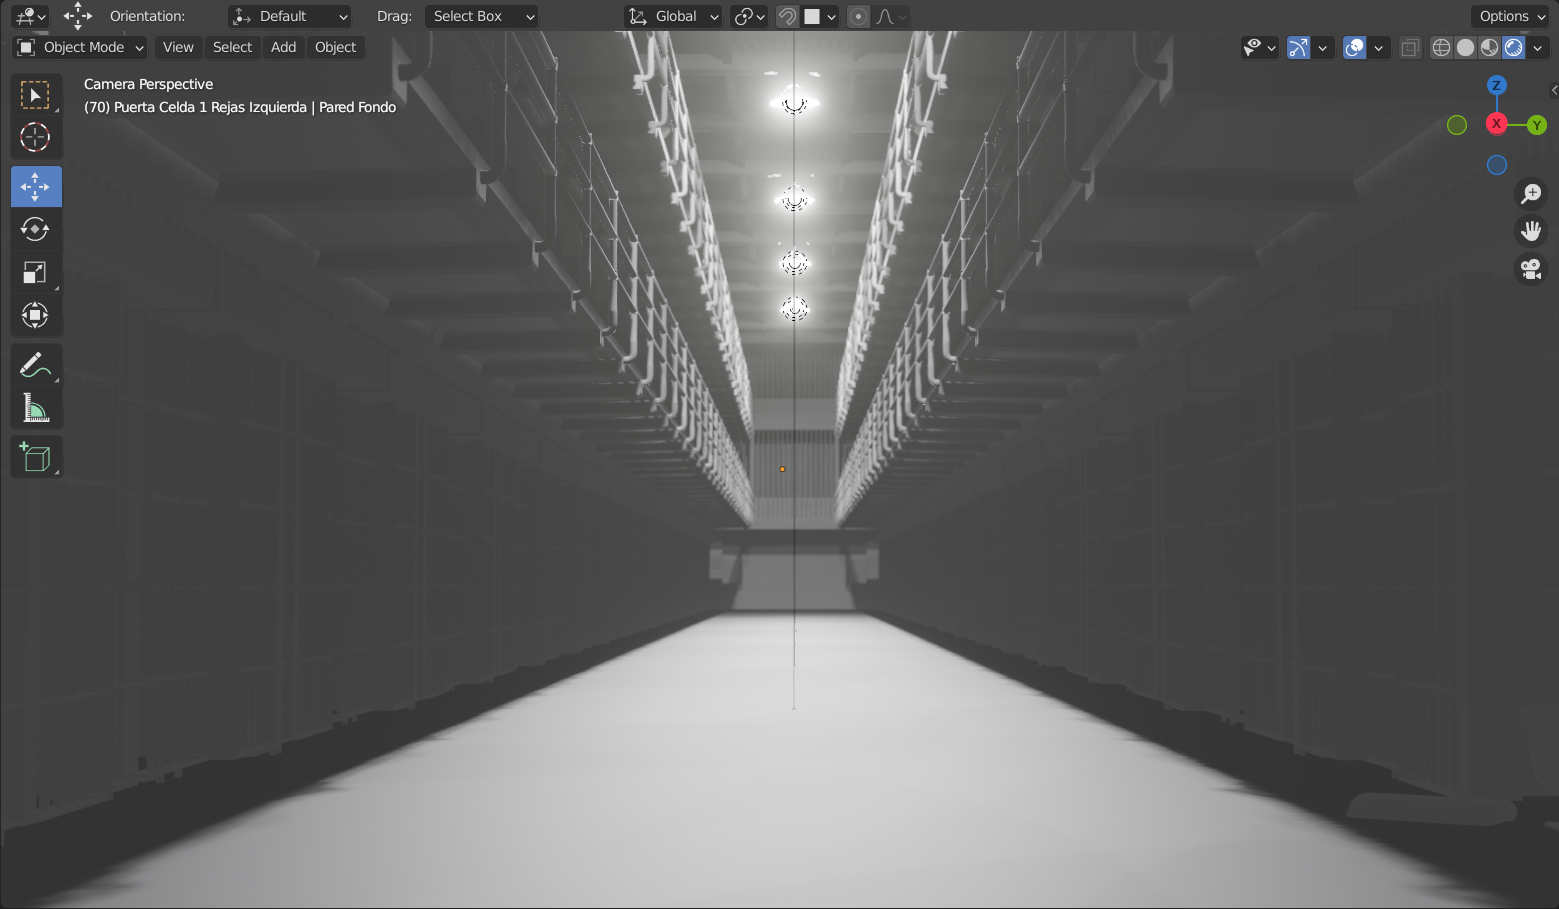 Orientation: Default Drag: Select Box Global Options
Object Mode View Select Add Object
Camera Perspective
(70) Puerta Celda 1 Rejas Izquierda | Pared Fondo
Z
X
Y